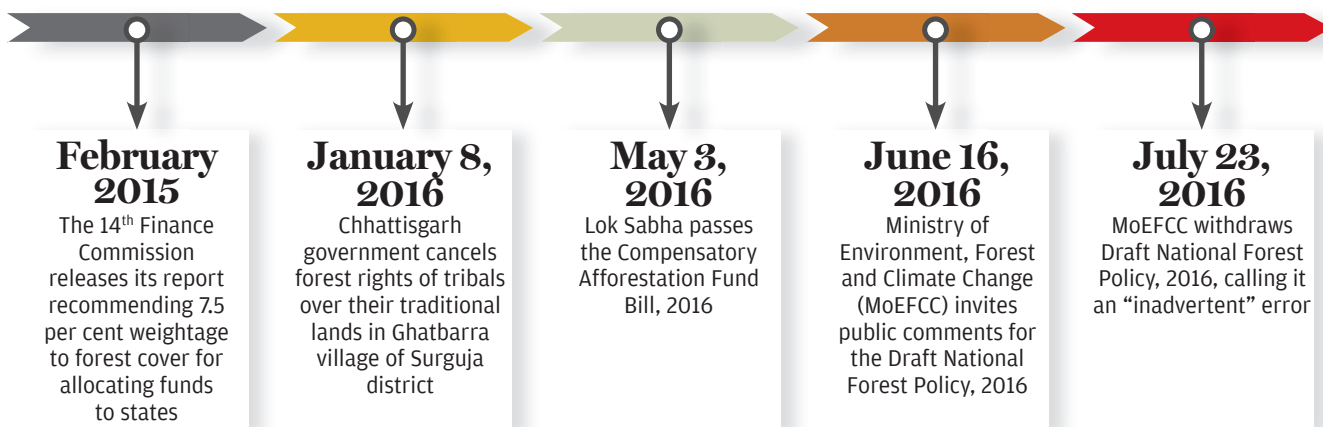 February
2015
The 14th Finance
Commission
releases its report
recommending 7.5
per cent weightage
to forest cover for
allocating funds
to states
January 8,
2016
Chhattisgarh
government cancels
forest rights of tribals
over their traditional
lands in Ghatbarra
village of Surguja
district
May 3,
2016
Lok Sabha passes
the Compensatory
Afforestation Fund
Bill, 2016
June 16,
2016
Ministry of
Environment, Forest
and Climate Change
(MoEFCC) invites
public comments for
the Draft National
Forest Policy, 2016
July 23,
2016
MoEFCC withdraws
Draft National Forest
Policy, 2016, calling it
an “inadvertent” error